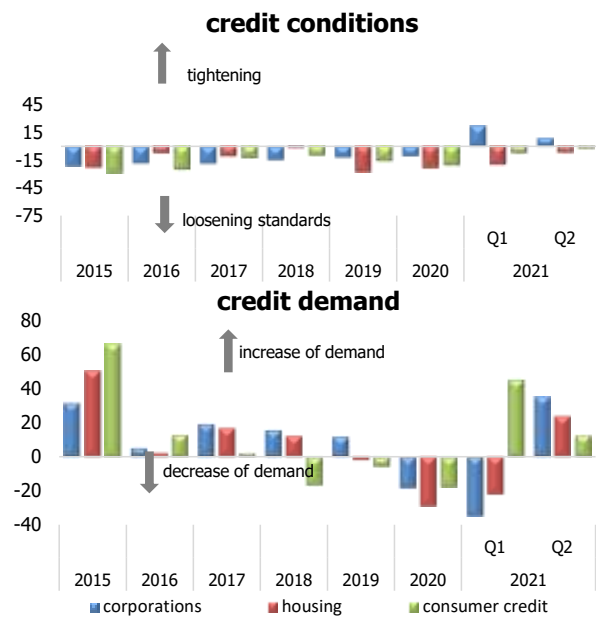 credit conditions
tightening
45
15
-15
-45
-75
loosening standards
Q1 Q2
2015 2016 2017 2018 2019 2020 2021
credit demand
80
increase of demand
60
40
20
0
decrease of demand
-20
-40
Q1 Q2
2015 2016 2017 2018 2019 2020 2021
corporations housing consumer credit